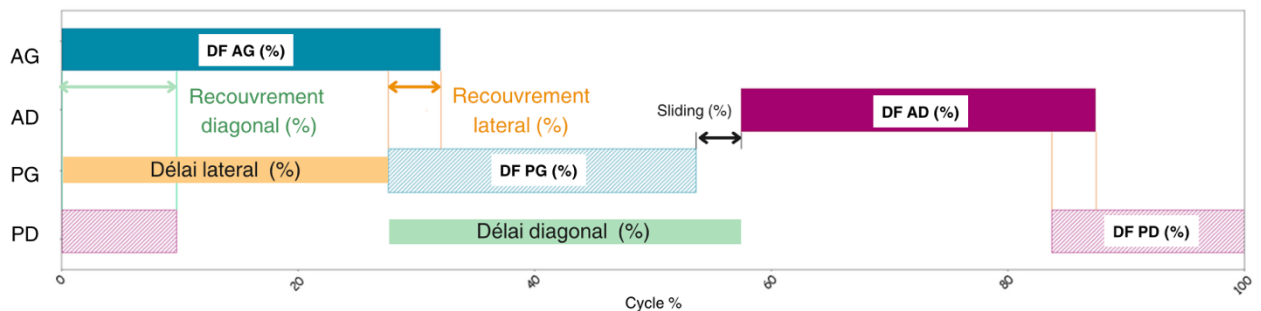 AG
DF AG (%)
Recouvrement
diagonal (%)
Recouvrement
lateral (%)
AD
Sliding (%)
DF AD (%)
PG
Délai lateral (%)
DF PG (%)
PD
Délai diagonal (%)
DF PD (%)
0
20
40
60
80
100
Cycle %